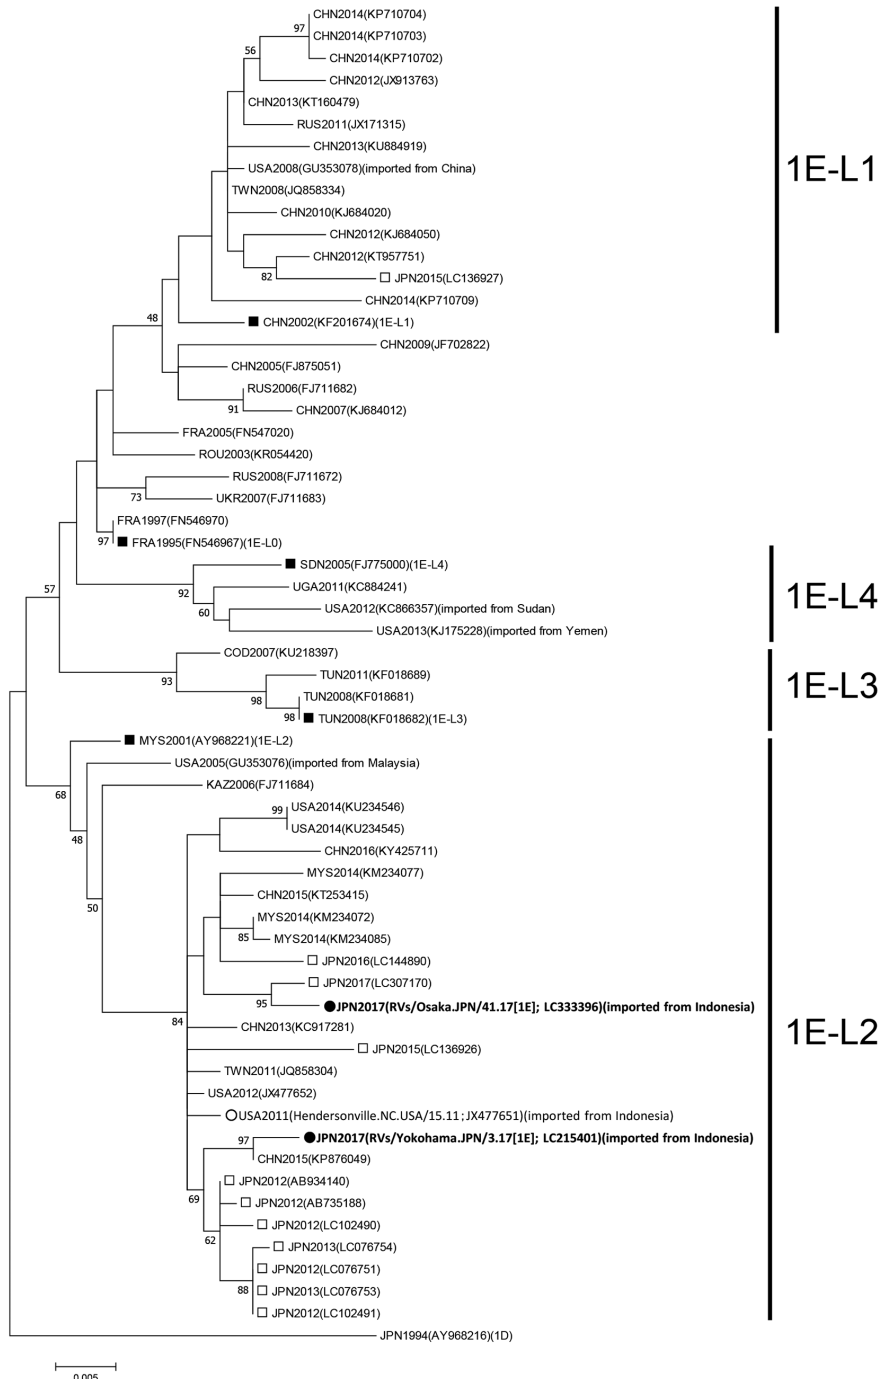 CHN2014(KP710704)
97
CHN2014(KP710703)
56
CHN2014(KP710702)
CHN2012(JX913763)
CHN2013(KT160479)
RUS2011(JX171315)
CHN2013(KU884919)
USA2008(GU353078)(imported from China)
1E-L1
TWN2008(JQ858334)
CHN2010(KJ684020)
CHN2012(KJ684050)
CHN2012(KT957751)
82
JPN2015(LC136927)
CHN2014(KP710709)
48
CHN2002(KF201674)(1E-L1)
CHN2009(JF702822)
CHN2005(FJ875051)
RUS2006(FJ711682)
91
CHN2007(KJ684012)
FRA2005(FN547020)
ROU2003(KR054420)
RUS2008(FJ711672)
73
UKR2007(FJ711683)
FRA1997(FN546970)
97
FRA1995(FN546967)(1E-L0)
SDN2005(FJ775000)(1E-L4)
57
92
UGA2011(KC884241)
1E-L4
60
USA2012(KC866357)(imported from Sudan)
USA2013(KJ175228)(imported from Yemen)
COD2007(KU218397)
93
TUN2011(KF018689)
1E-L3
98
TUN2008(KF018681)
98
TUN2008(KF018682)(1E-L3)
MYS2001(AY968221)(1E-L2)
USA2005(GU353076)(imported from Malaysia)
68
KAZ2006(FJ711684)
99
USA2014(KU234546)
48
USA2014(KU234545)
CHN2016(KY425711)
MYS2014(KM234077)
CHN2015(KT253415)
50
MYS2014(KM234072)
85
MYS2014(KM234085)
JPN2016(LC144890)
JPN2017(LC307170)
95
JPN2017(RVs/Osaka.JPN/41.17[1E]; LC333396)(imported from Indonesia)
84
CHN2013(KC917281)
1E-L2
JPN2015(LC136926)
TWN2011(JQ858304)
USA2012(JX477652)
USA2011(Hendersonville.NC.USA/15.11; JX477651)(imported from Indonesia)
97
JPN2017(RVs/Yokohama.JPN/3.17[1E]; LC215401)(imported from Indonesia)
CHN2015(KP876049)
69
JPN2012(AB934140)
JPN2012(AB735188)
62
JPN2012(LC102490)
JPN2013(LC076754)
JPN2012(LC076751)
88
JPN2013(LC076753)
JPN2012(LC102491)
JPN1994(AY968216)(1D)
0.005